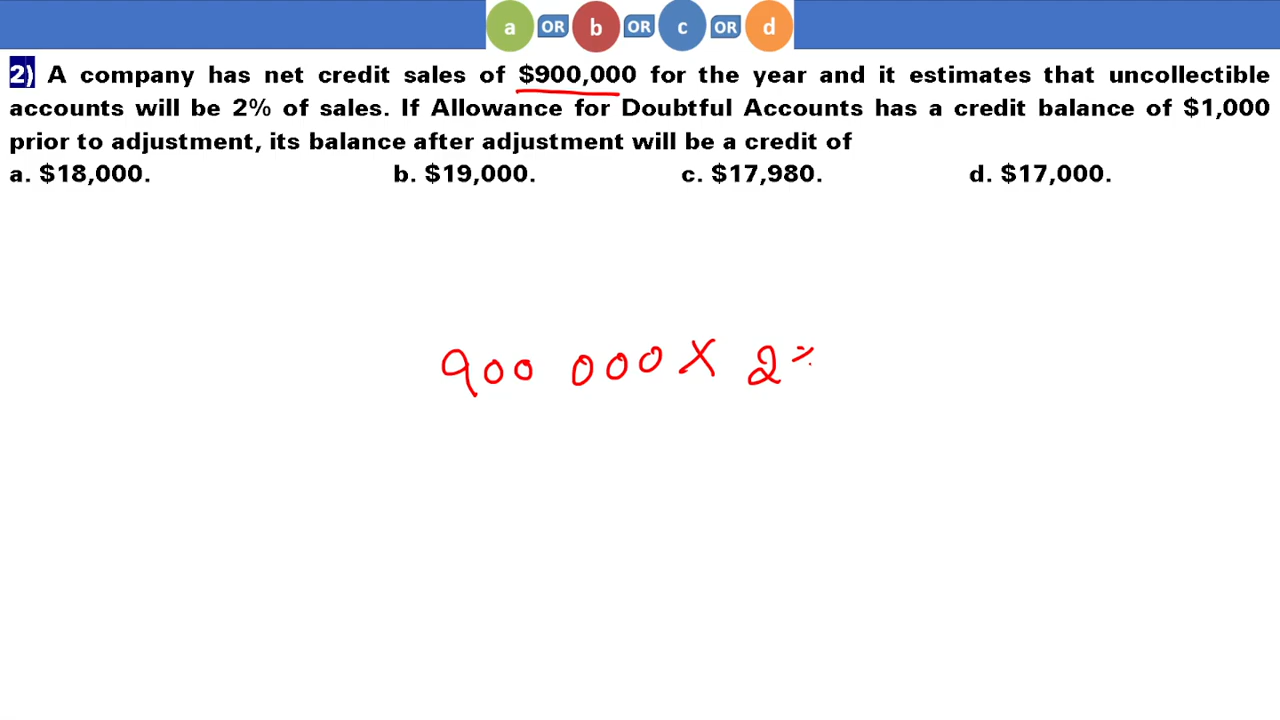 a OR b OR c OR d
2) A company has net credit sales of $900,000 for the year and it estimates that uncollectible
accounts will be 2% of sales. If Allowance for Doubtful Accounts has a credit balance of $1,000
prior to adjustment, its balance after adjustment will be a credit of
a. $18,000. b. $19,000. c. $17,980. d. $17,000.
900 000 X 2